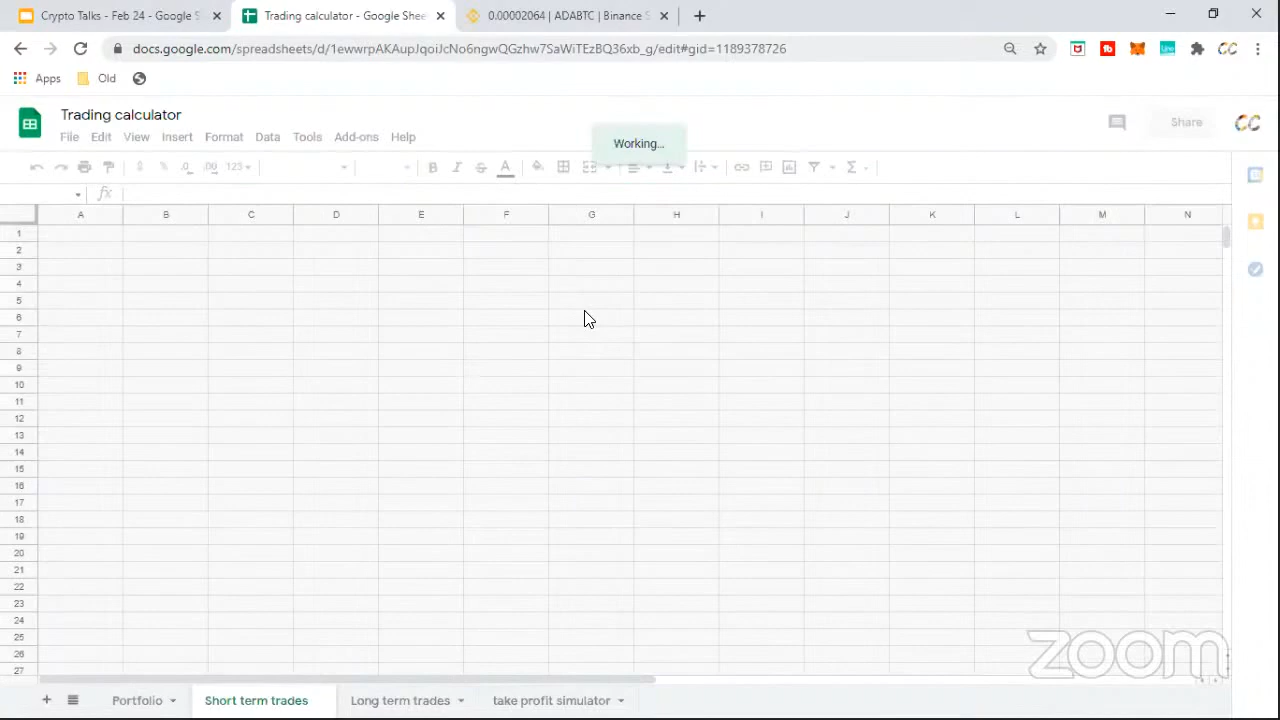 Crypto Talks - Feb 24 - Google S
Trading calculator - Google Shee
0.00002064 | ADABTC | Binance S
docs.google.com/spreadsheets/d/1ewwrpAKAupJqoiJcNo6ngwQGzhw7SaWiTEzBQ36xb_g/edit#gid=1189378726
Apps
Old
Trading calculator
File Edit View Insert Format Data Tools Add-ons Help
Working...
Share
CC
123
B I S A
fx
A B C D E F G H I J K L M N
1
2
3
4
5
6
7
8
9
10
11
12
13
14
15
16
17
18
19
20
21
22
23
24
25
26
27
zoom
Portfolio
Short term trades
Long term trades
take profit simulator